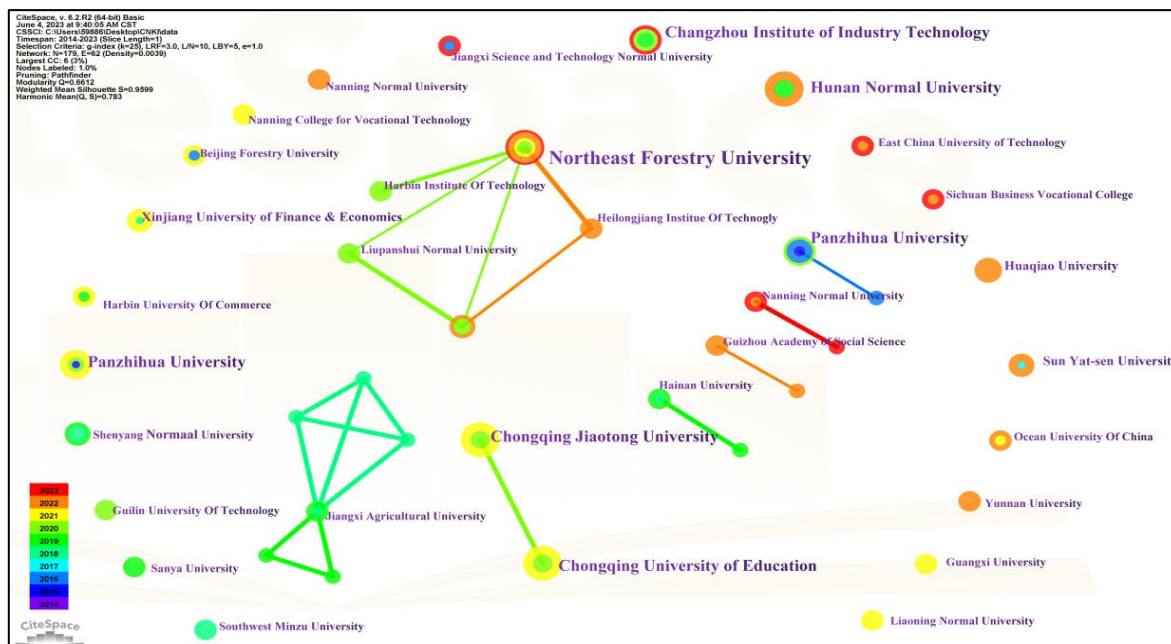 CiteSpace, v. 6.2.R2 (64-bit) Basic
June 4, 2023 at 9:40:05 AM CST
CSSCI: C:\Users\59886\Desktop\CNKI\data
Timespan: 2014-2023 (Slice Length=1)
Selection Criteria: g-index (k=25), LRF=3.0, L/N=10, LBY=5, e=1.0
Network: N=179, E=62 (Density=0.0039)
Largest CC: 6 (3%)
Nodes Labeled: 1.0%
Pruning: Pathfinder
Modularity Q=0.6612
Weighted Mean Silhouette S=0.9599
Harmonic Mean(Q, S)=0.783
Changzhou Institute of Industry Technology
Jiangxi Science and Technology Normal University
Nanning Normal University
Hunan Normal University
Nanning College for Vocational Technology
East China University of Technology
Beijing Forestry University
Northeast Forestry University
Harbin Institute Of Technology
Sichuan Business Vocational College
Xinjiang University of Finance & Economics
Heilongjiang Institue Of Technogly
Panzhihua University
Liupanshui Normal University
Huaqiao University
Harbin University Of Commerce
Nanning Normal University
Guizhou Academy of Social Science
Panzhihua University
Sun Yat-sen Universit
Hainan University
Shenyang Normaal University
Chongqing Jiaotong University
Ocean University Of China
Yunnan University
Guilin University Of Technology
Jiangxi Agricultural University
Sanya University
Chongqing University of Education
Guangxi University
Liaoning Normal University
Southwest Minzu University
2023
2022
2021
2020
2019
2018
2017
2016
2015
2014
CiteSpace